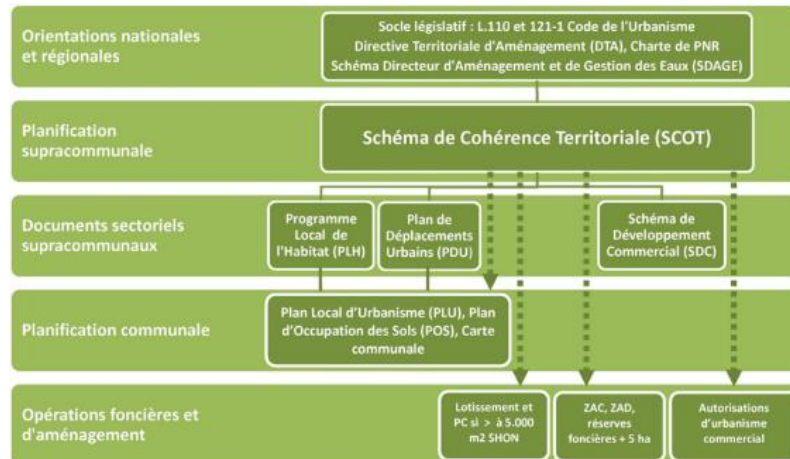 Orientations nationales
et régionales
Socle législatif : L.110 et 121-1 Code de l'Urbanisme
Directive Territoriale d'Aménagement (DTA), Charte de PNR
Schéma Directeur d'Aménagement et de Gestion des Eaux (SDAGE)
Planification
supracommunale
Schéma de Cohérence Territoriale (SCOT)
Documents sectoriels
supracommunaux
Programme
Local de
l'Habitat (PLH)
Plan de
Déplacements
Urbains (PDU)
Schéma de
Développement
Commercial (SDC)
Planification communale
Plan Local d'Urbanisme (PLU), Plan
d'Occupation des Sols (POS), Carte
communale
Opérations foncières et
d'aménagement
Lotissement et
PC si > à 5.000
m2 SHON
ZAC, ZAD,
réserves
foncières + 5 ha
Autorisations
d'urbanisme
commercial